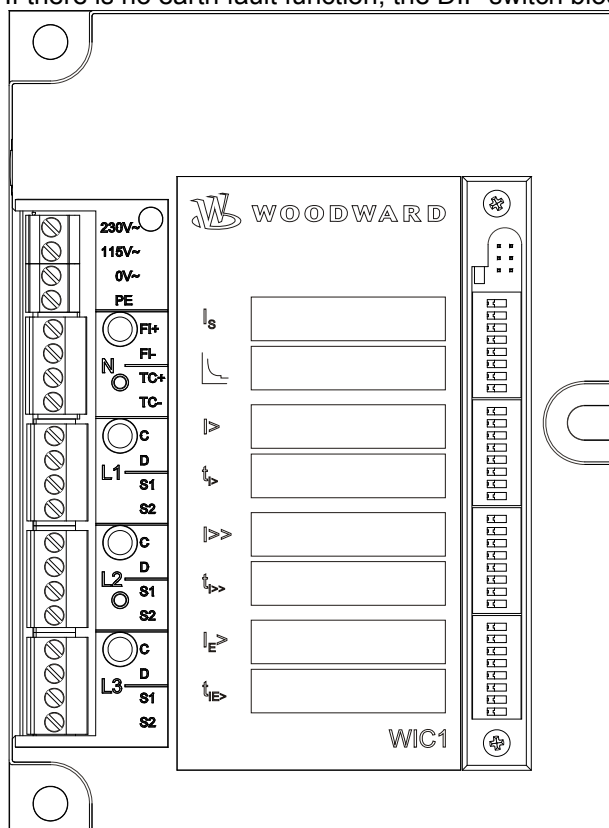 If there is no earth fault function, the DIP-switch bloc
WOODWARD
230V~
115V~
0V~
PE
FI+
FI-
N
TC+
TC-
C
D
L1
S1
S2
C
D
L2
S1
S2
C
D
L3
S1
S2
IS
I>
tI>
I>>
tI>>
IE>
tIE>
WIC1